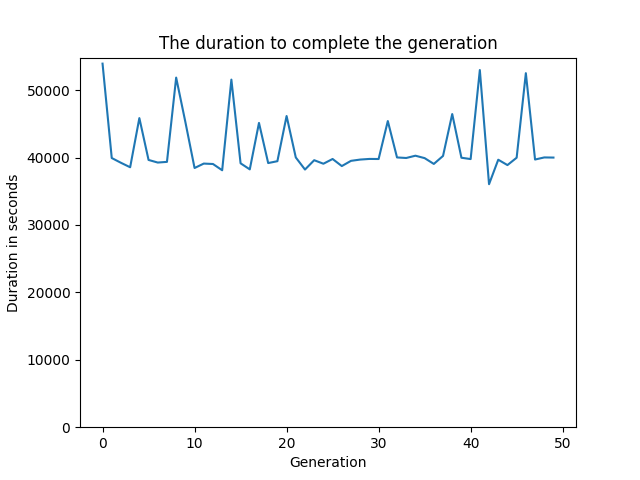 The duration to complete the generation
Duration in seconds
50000
40000
30000
20000
10000
0
0 10 20 30 40 50
Generation